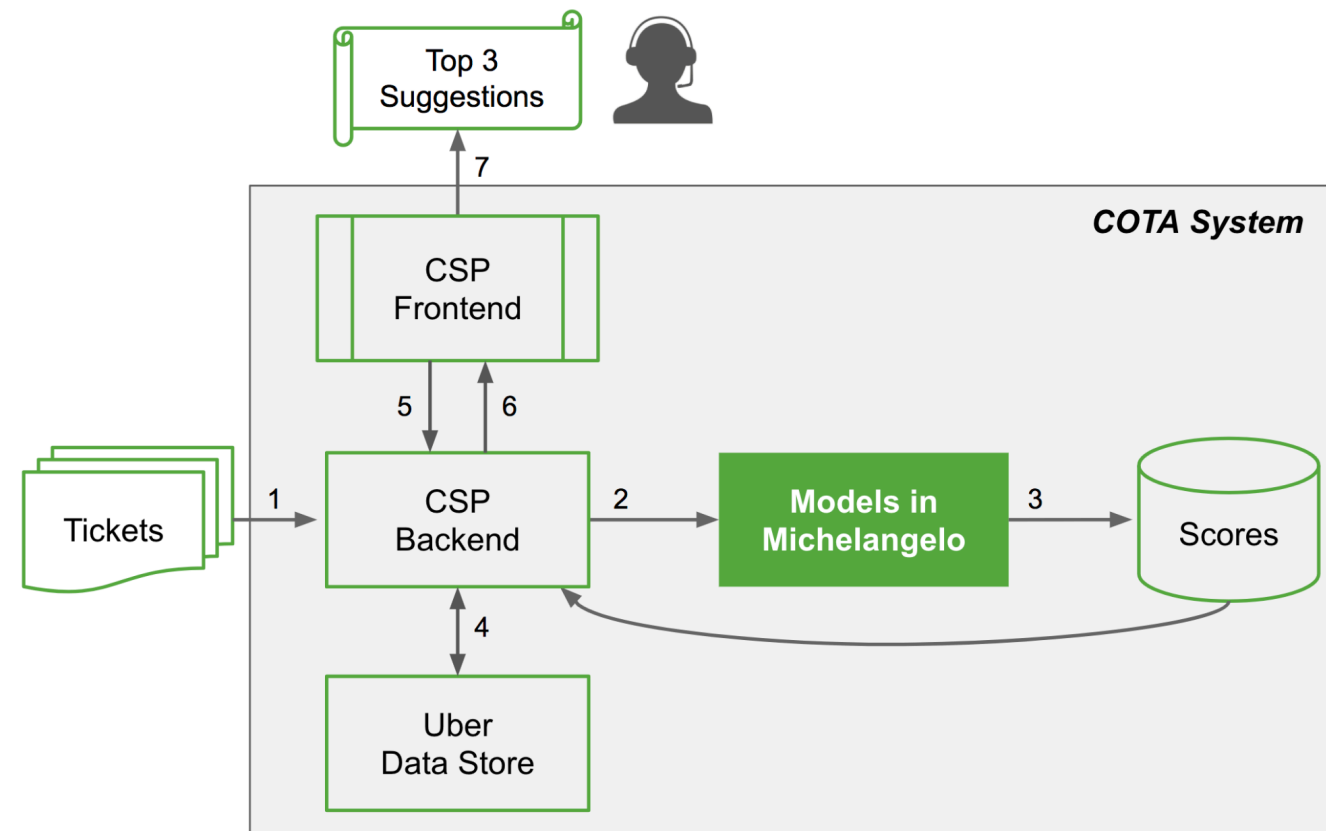 Top 3
Suggestions
7
COTA System
CSP
Frontend
5
6
Tickets
1
CSP
Backend
2
Models in
Michelangelo
3
Scores
4
Uber
Data Store